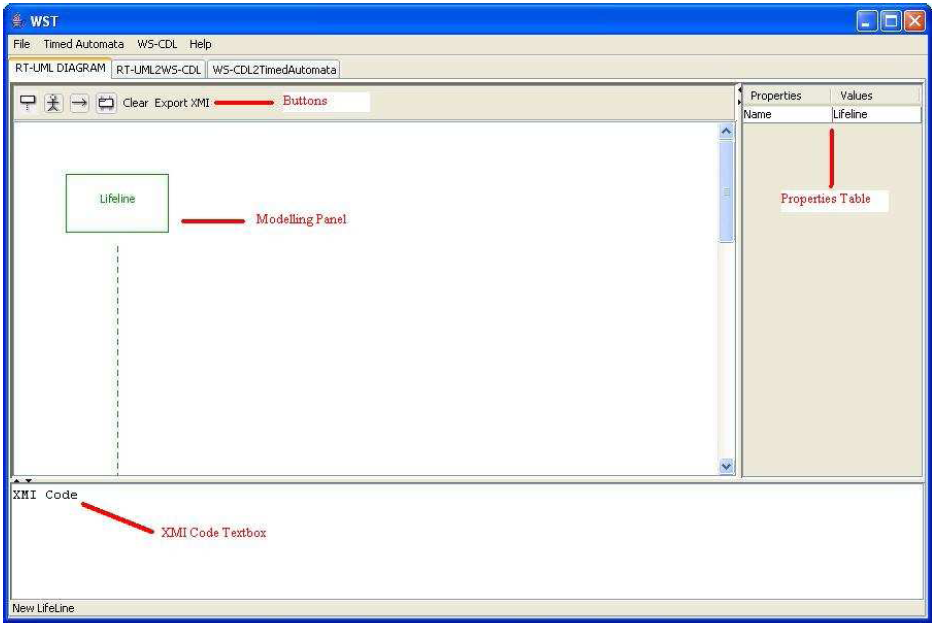 WST
File Timed Automata WS-CDL Help
RT-UML DIAGRAM RT-UML2WS-CDL WS-CDL2TimedAutomata
Clear Export XMI Buttons
Properties Values
Name Lifeline
Lifeline
Properties Table
Modelling Panel
XMI Code
XMI Code Textbox
New LifeLine